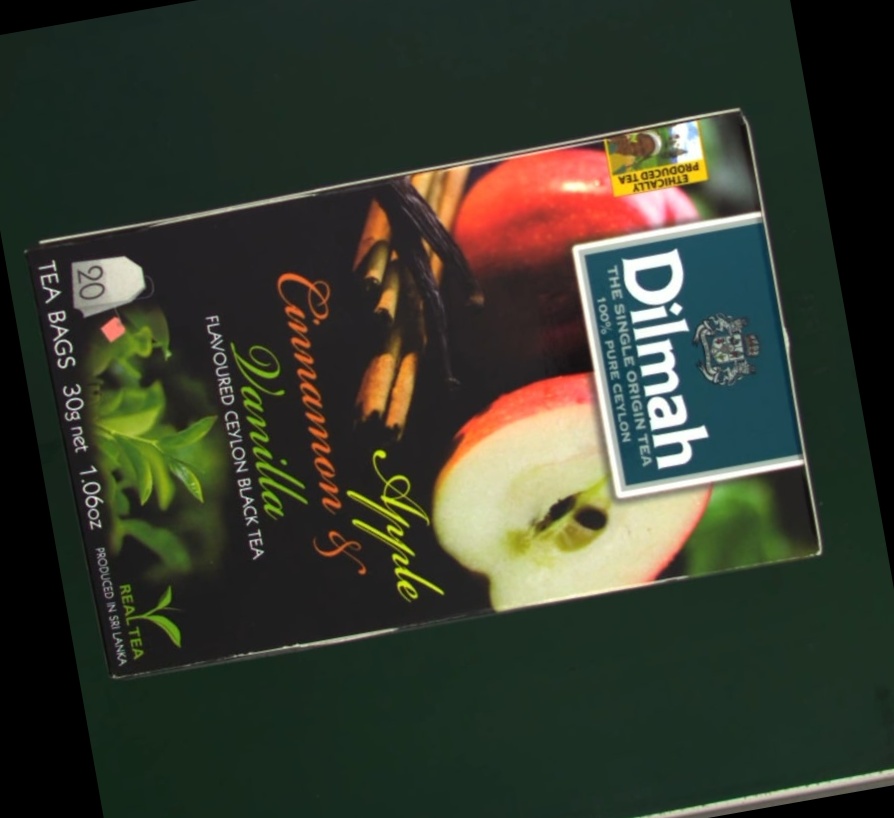 ETHICALLY
PRODUCED TEA
Dilmah
THE SINGLE ORIGIN TEA
100% PURE CEYLON
Apple
Cinnamon &
Vanilla
FLAVOURED CEYLON BLACK TEA
REAL TEA
20
TEA BAGS 30g net 1.06oz PRODUCED IN SRI LANKA